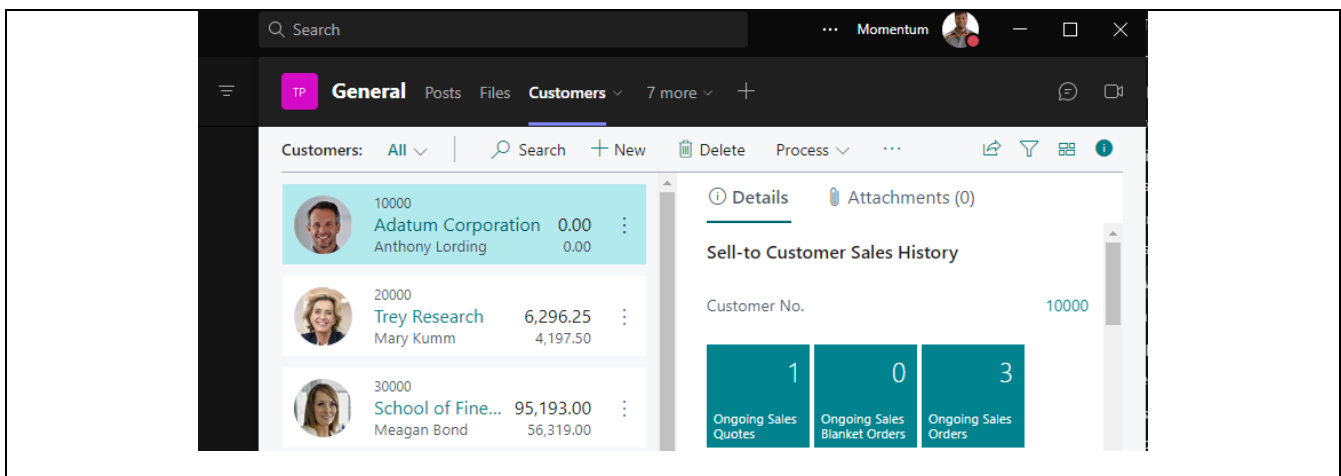 Search
... Momentum
TP General Posts Files Customers 7 more
Customers: All Search New Delete Process ...
10000
Adatum Corporation 0.00
Anthony Lording 0.00
20000
Trey Research 6,296.25
Mary Kumm 4,197.50
30000
School of Fine... 95,193.00
Meagan Bond 56,319.00
Details Attachments (0)
Sell-to Customer Sales History
Customer No. 10000
1
Ongoing Sales
Quotes
0
Ongoing Sales
Blanket Orders
3
Ongoing Sales
Orders